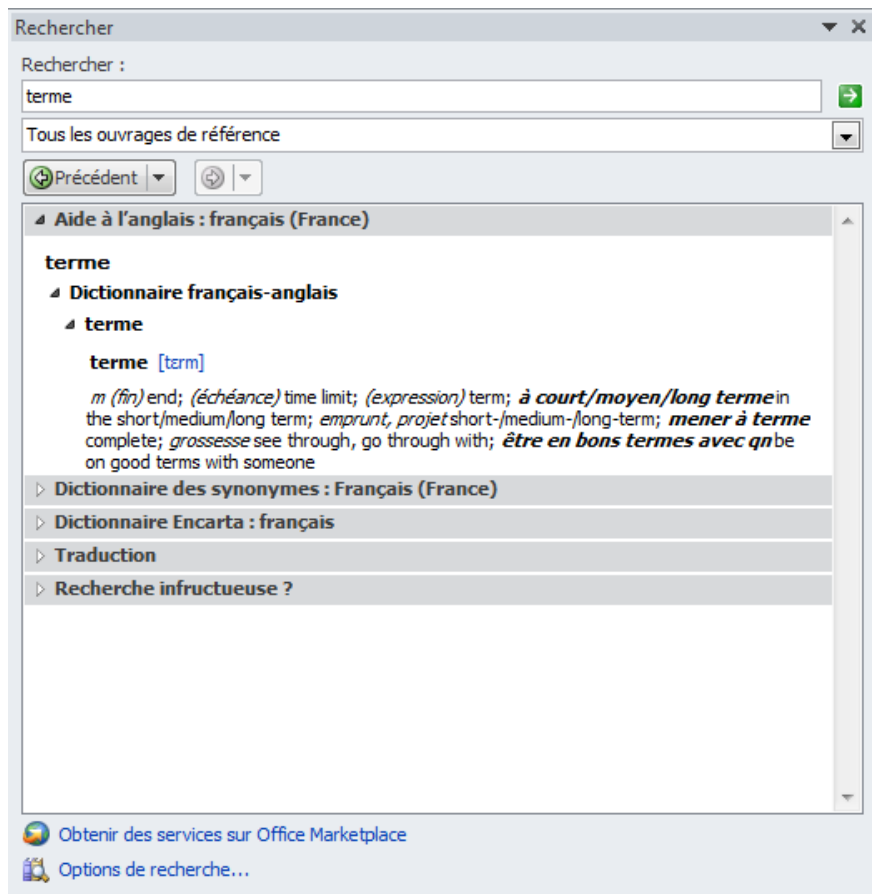 Rechercher
Rechercher :
terme
Tous les ouvrages de référence
Précédent
Aide à l'anglais : français (France)
terme
Dictionnaire français-anglais
terme
terme [tɛrm]
m (fin) end; (échéance) time limit; (expression) term; à court/moyen/long terme in
the short/medium/long term; emprunt, projet short-/medium-/long-term; mener à terme
complete; grossesse see through, go through with; être en bons termes avec qn be
on good terms with someone
Dictionnaire des synonymes : Français (France)
Dictionnaire Encarta : français
Traduction
Recherche infructueuse ?
Obtenir des services sur Office Marketplace
Options de recherche...